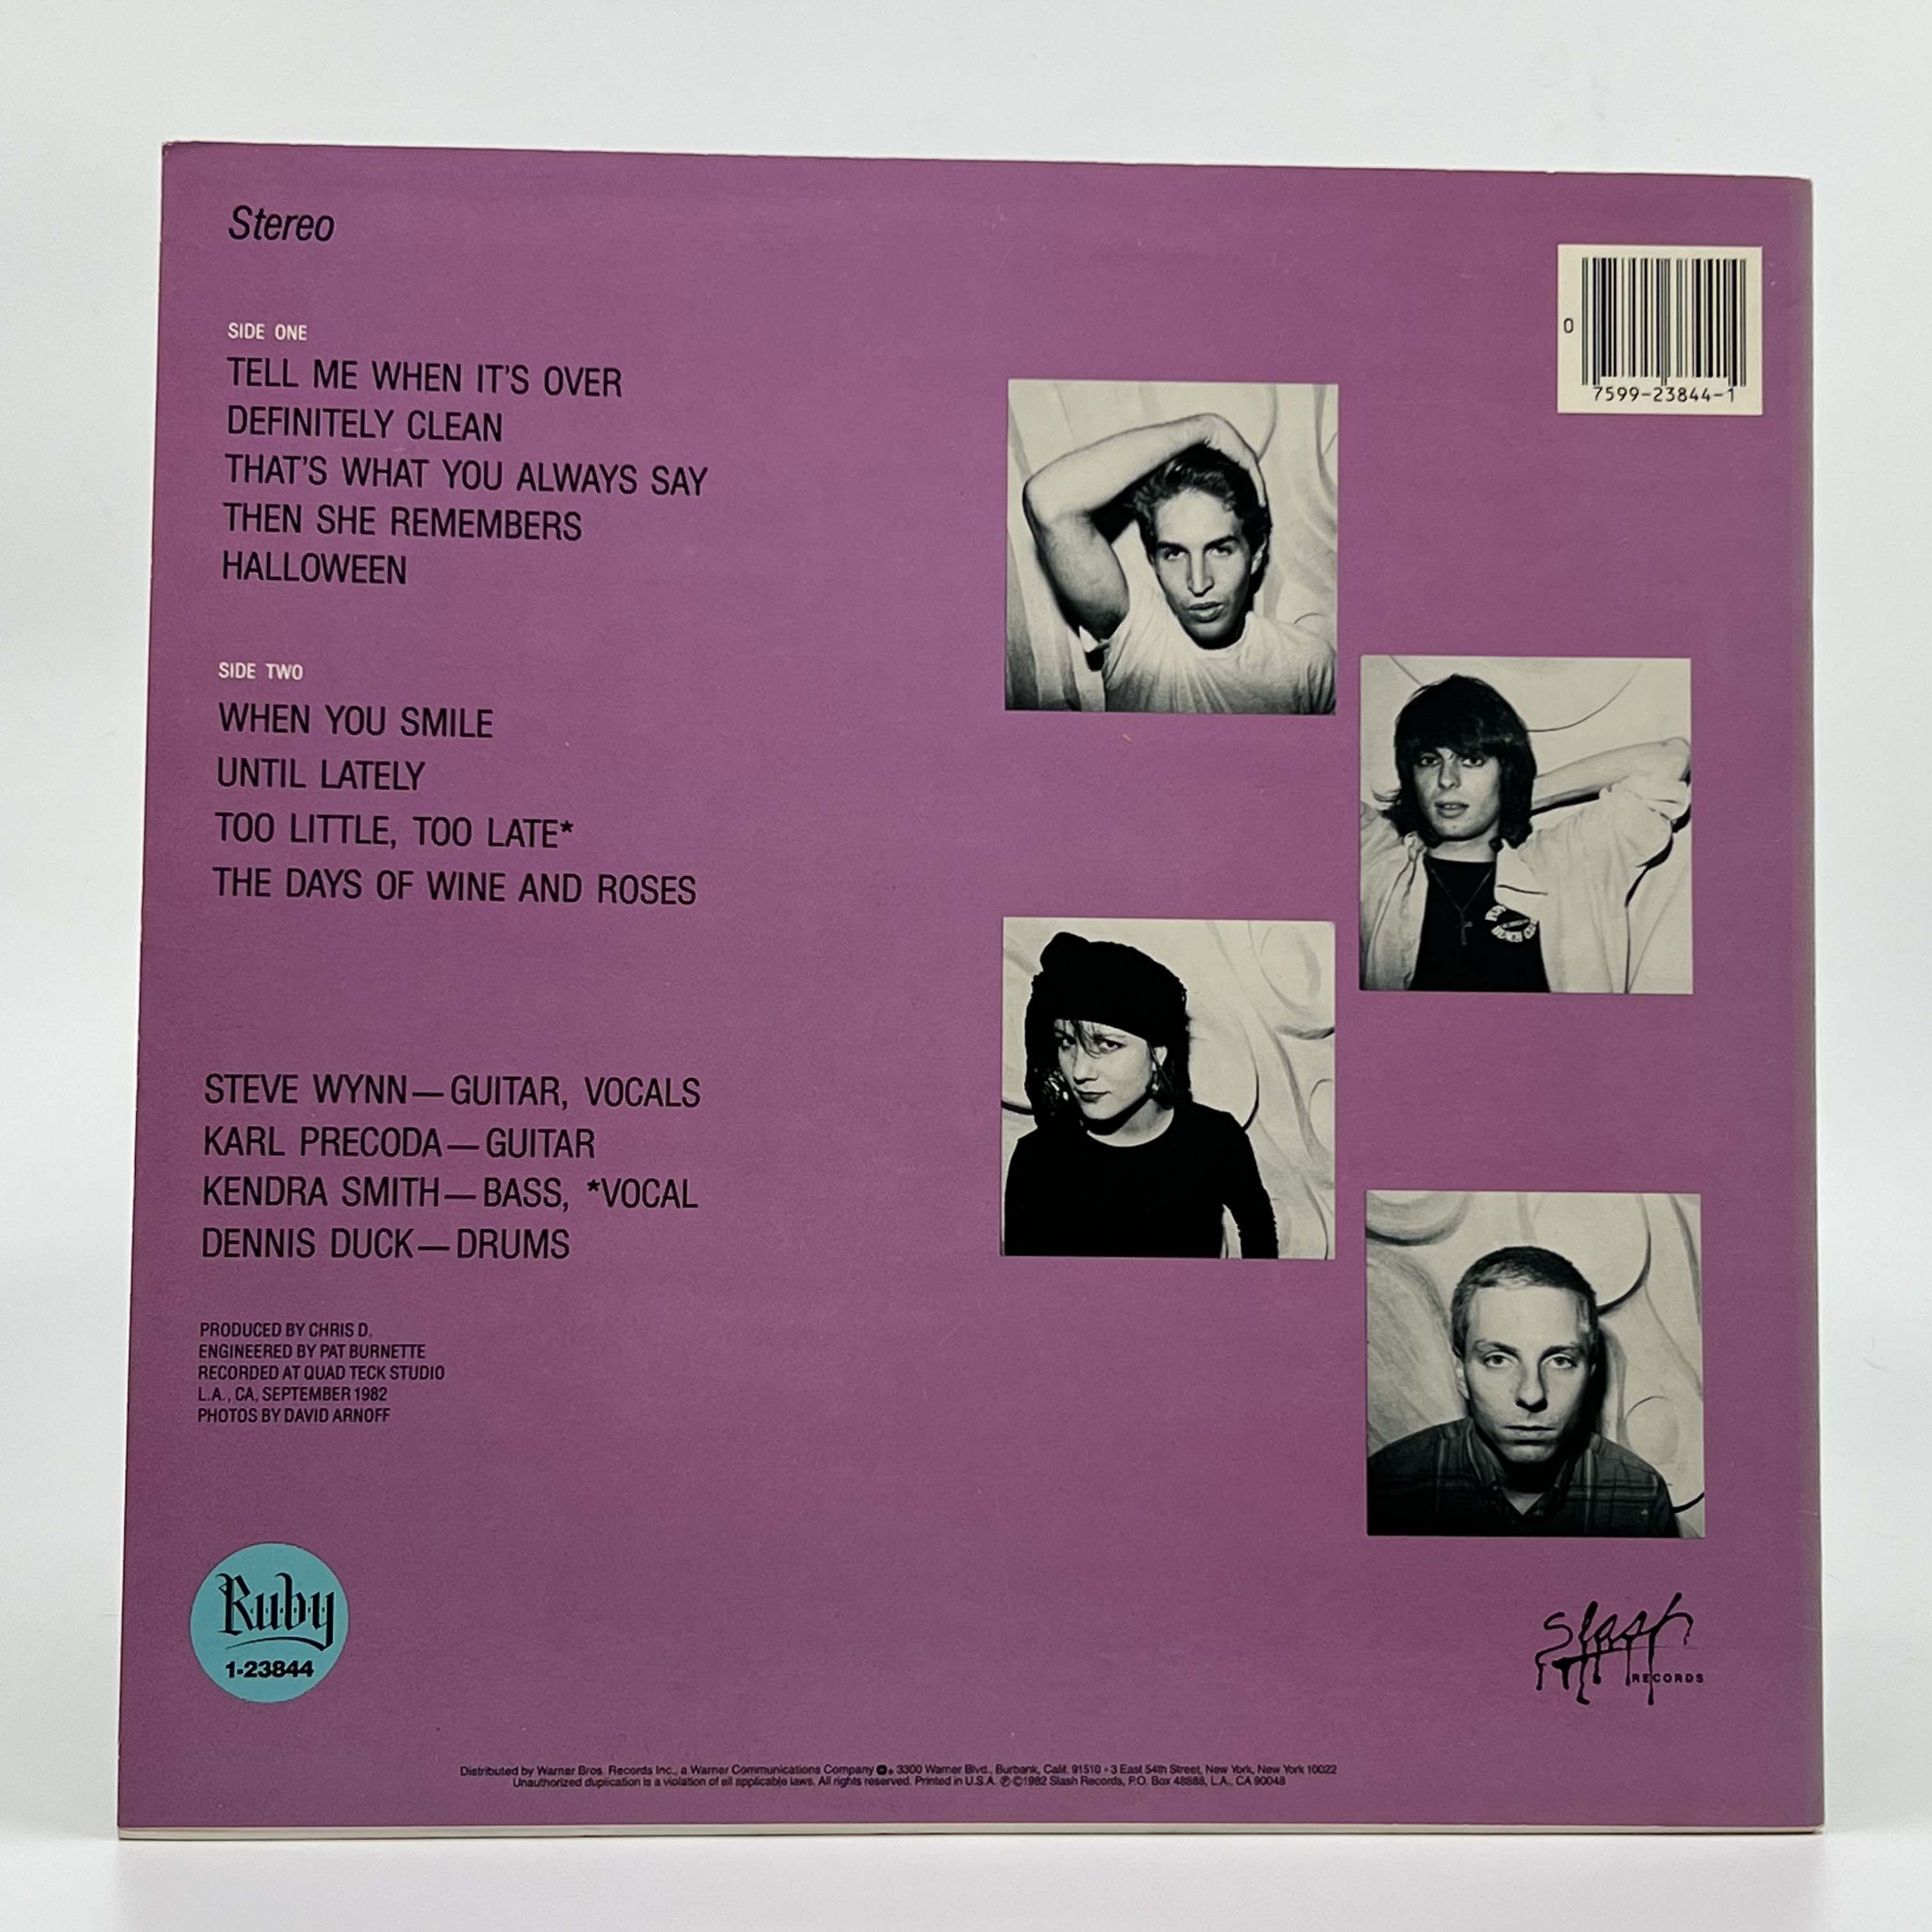 Stereo
SIDE ONE
TELL ME WHEN IT'S OVER
DEFINITELY CLEAN
THAT'S WHAT YOU ALWAYS SAY
THEN SHE REMEMBERS
HALLOWEEN
SIDE TWO
WHEN YOU SMILE
UNTIL LATELY
TOO LITTLE, TOO LATE*
THE DAYS OF WINE AND ROSES
STEVE WYNN—GUITAR, VOCALS
KARL PRECODA—GUITAR
KENDRA SMITH—BASS, *VOCAL
DENNIS DUCK—DRUMS
PRODUCED BY CHRIS D.
ENGINEERED BY PAT BURNETTE
RECORDED AT QUAD TECK STUDIO
L.A., CA, SEPTEMBER 1982
PHOTOS BY DAVID ARNOFF
Ruby
1-23844
0
7599-23844-1
Slash
RECORDS
Distributed by Warner Bros. Records Inc., a Warner Communications Company 3300 Warner Blvd., Burbank, Calif. 91510 • 3 East 54th Street, New York, New York 10022
Unauthorized duplication is a violation of all applicable laws. All rights reserved. Printed in U.S.A. ℗ ©1982 Slash Records, P.O. Box 48888, L.A., CA 90048